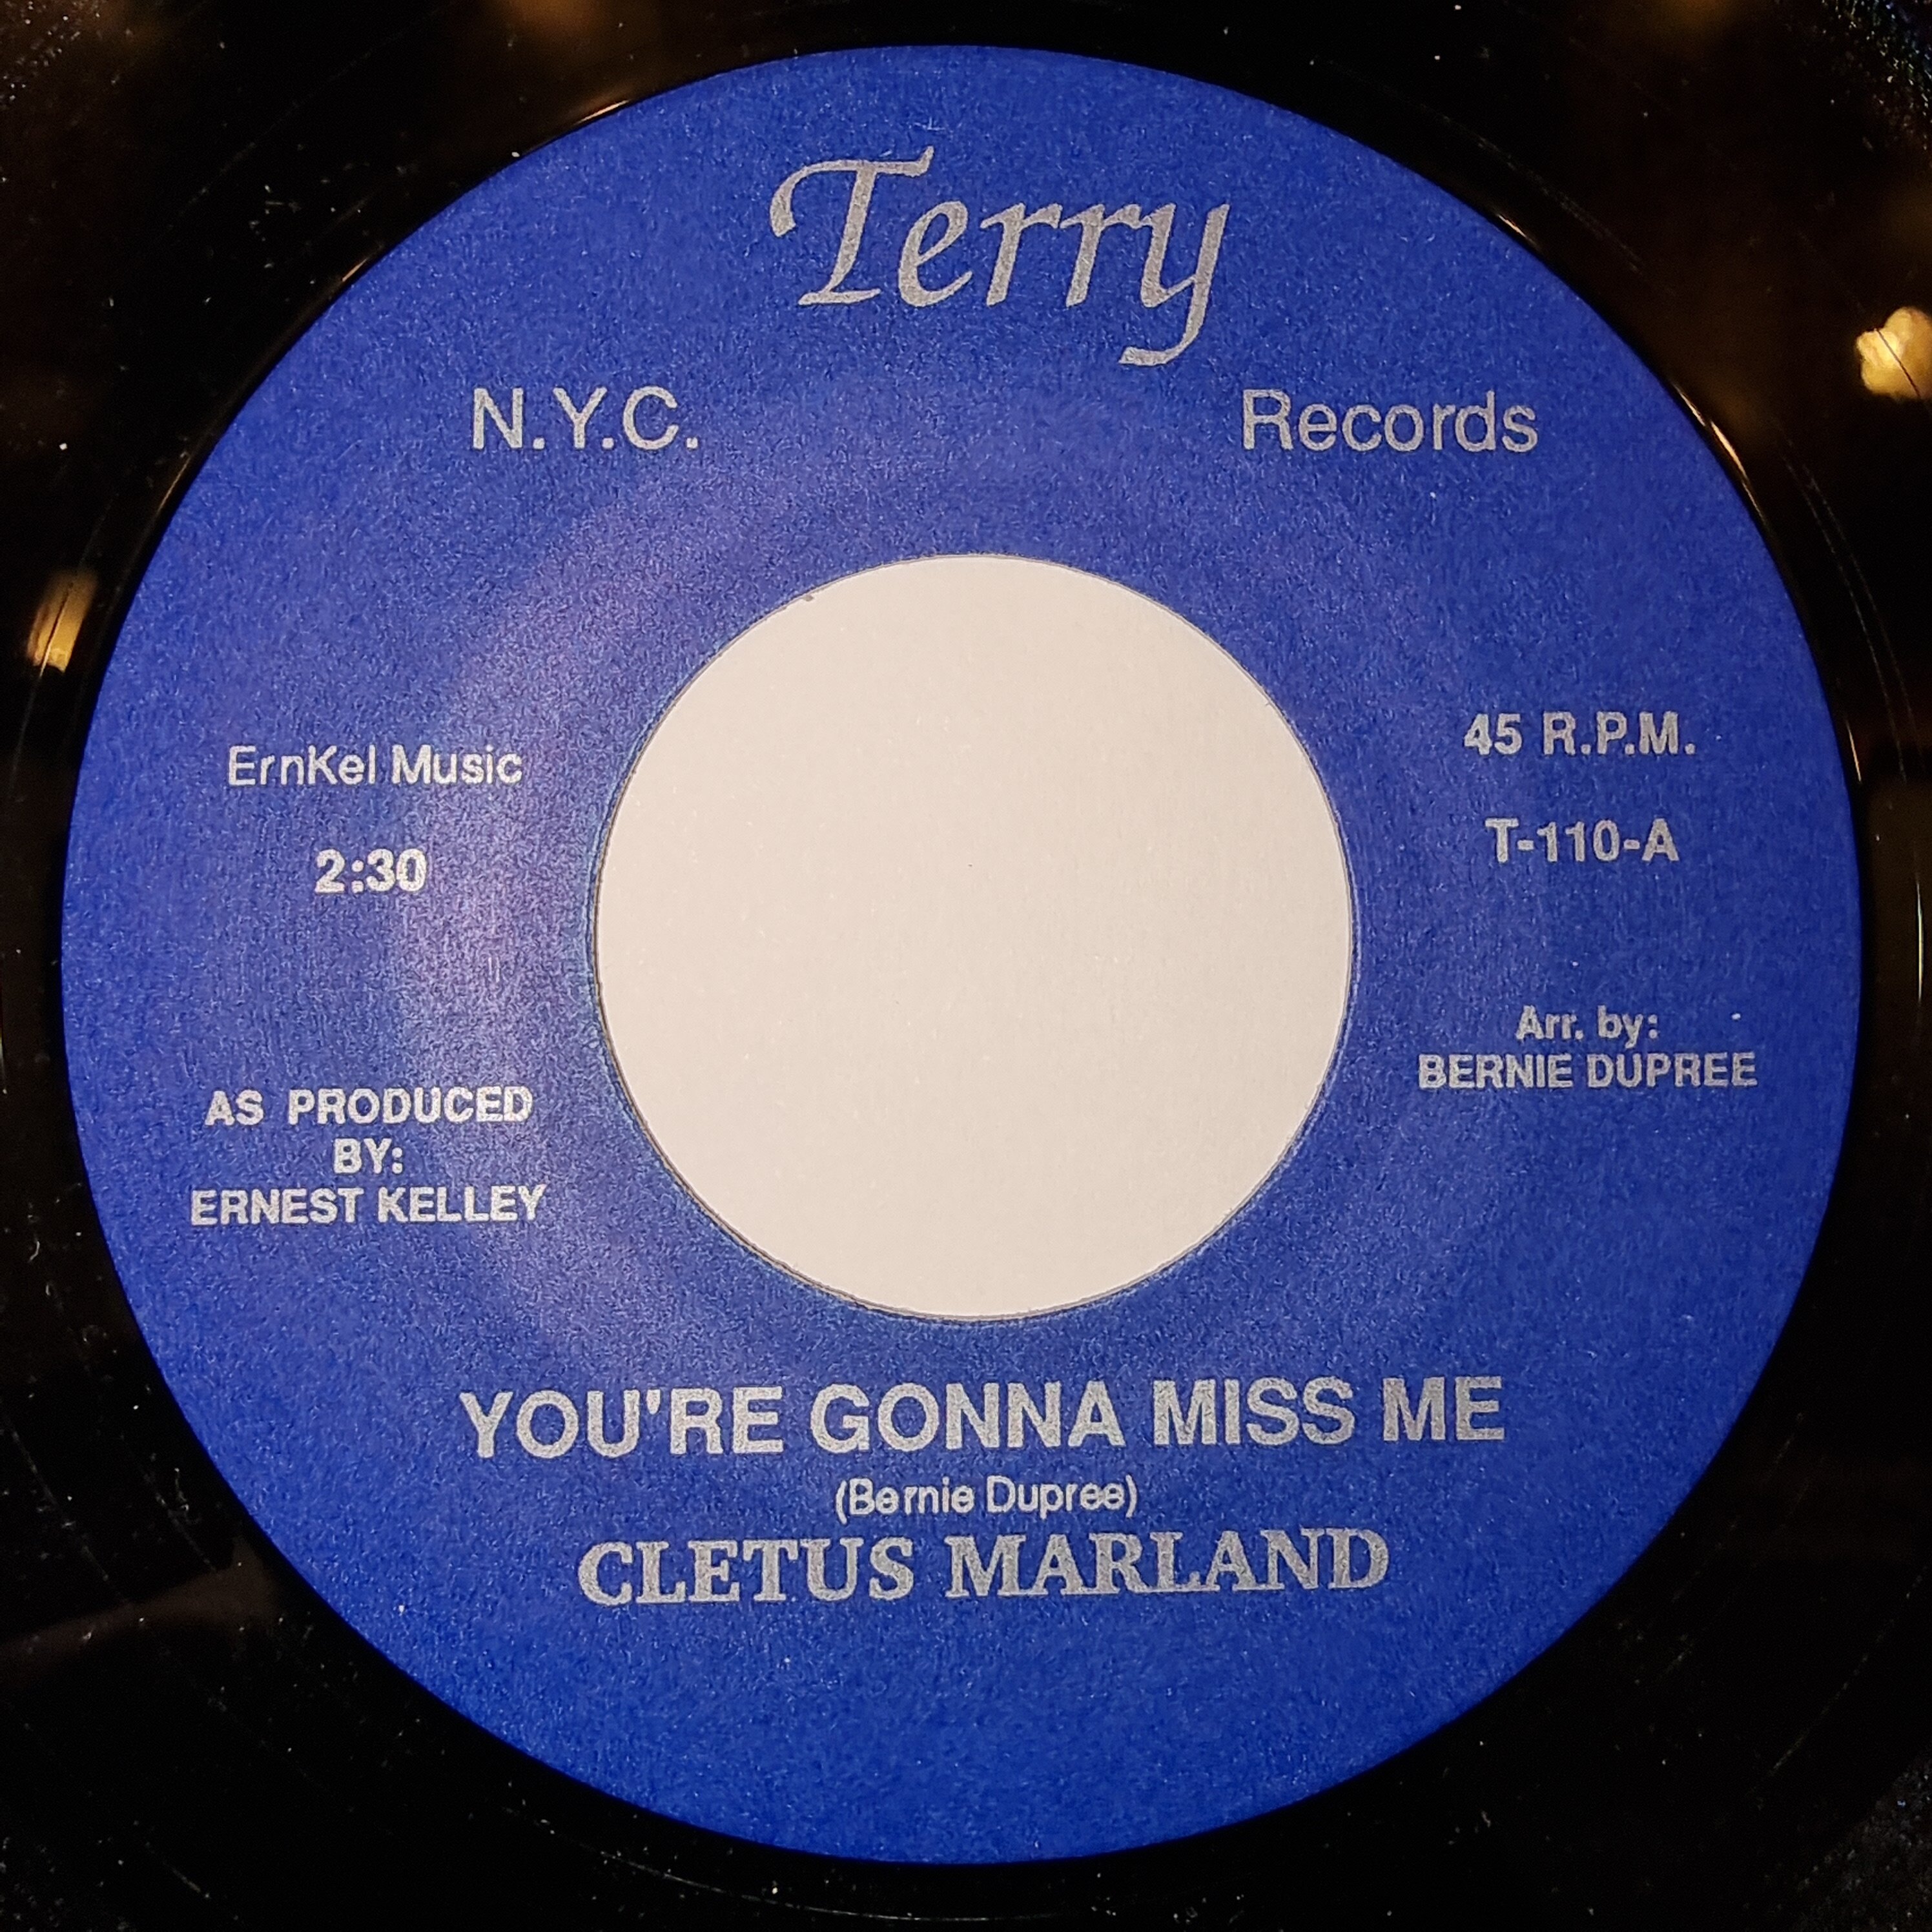 Terry
N.Y.C. Records
ErnKel Music
2:30
45 R.P.M.
T-110-A
Arr. by:
BERNIE DUPREE
AS PRODUCED
BY:
ERNEST KELLEY
YOU'RE GONNA MISS ME
(Bernie Dupree)
CLETUS MARLAND